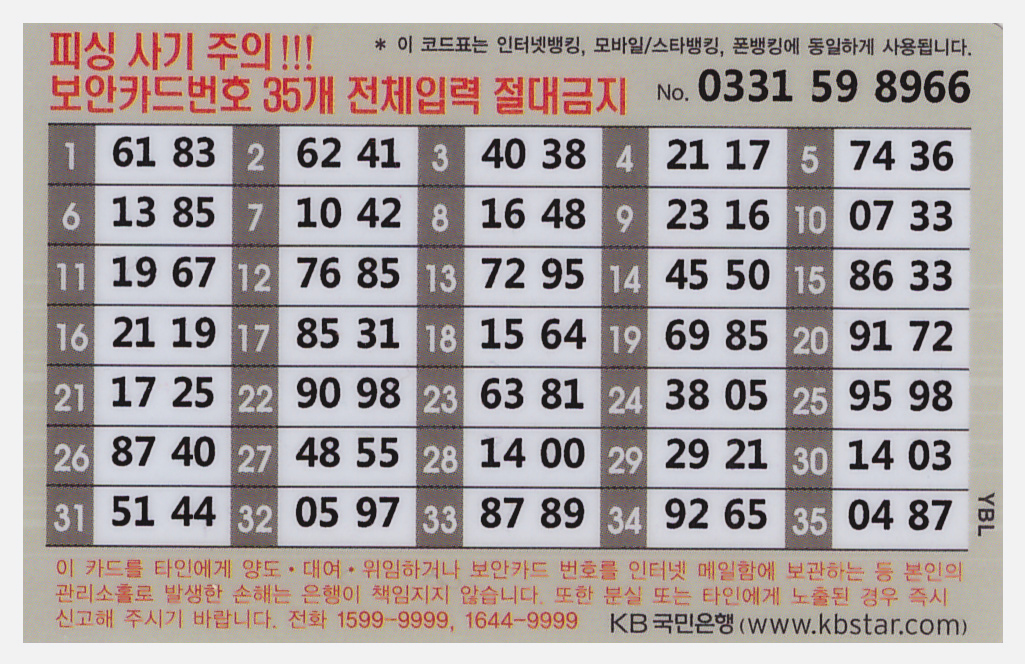 피싱 사기 주의!!!
* 이 코드표는 인터넷뱅킹, 모바일/스타뱅킹, 폰뱅킹에 동일하게 사용됩니다.
보안카드번호 35개 전체입력 절대금지
No. 0331 59 8966
1 61 83 2 62 41 3 40 38 4 21 17 5 74 36
6 13 85 7 10 42 8 16 48 9 23 16 10 07 33
11 19 67 12 76 85 13 72 95 14 45 50 15 86 33
16 21 19 17 85 31 18 15 64 19 69 85 20 91 72
21 17 25 22 90 98 23 63 81 24 38 05 25 95 98
26 87 40 27 48 55 28 14 00 29 29 21 30 14 03
31 51 44 32 05 97 33 87 89 34 92 65 35 04 87
YBL
이 카드를 타인에게 양도·대여·위임하거나 보안카드 번호를 인터넷 메일함에 보관하는 등 본인의
관리소홀로 발생한 손해는 은행이 책임지지 않습니다. 또한 분실 또는 타인에게 노출된 경우 즉시
신고해 주시기 바랍니다. 전화 1599-9999, 1644-9999
KB국민은행(www.kbstar.com)